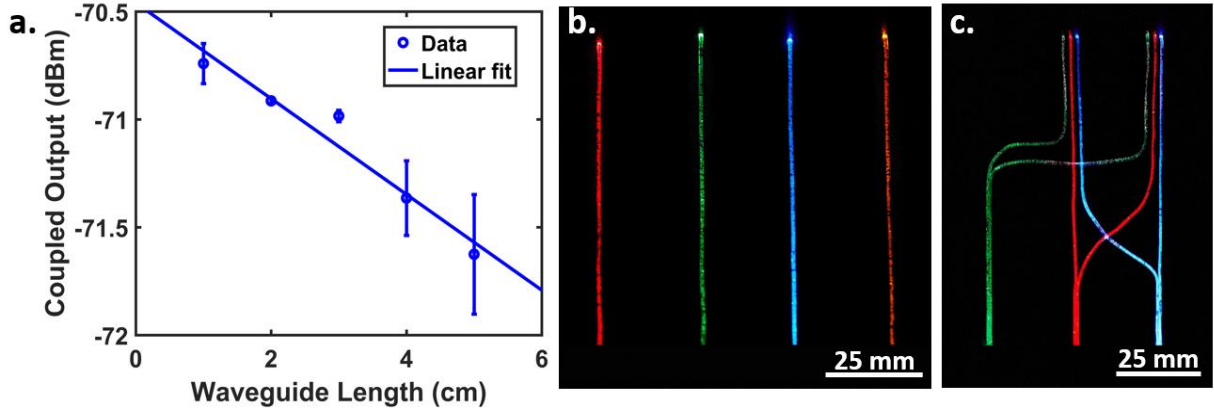 a.
-70.5
-71
-71.5
-72
Coupled Output (dBm)
Data
Linear fit
0
2
4
6
Waveguide Length (cm)
b.
25 mm
c.
25 mm